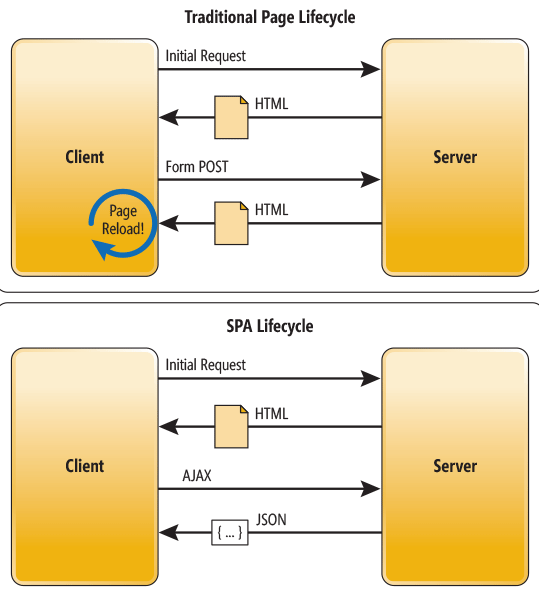 Traditional Page Lifecycle
Initial Request
HTML
Client
Server
Form POST
HTML
Page
Reload!
SPA Lifecycle
Initial Request
HTML
Client
Server
AJAX
JSON
{ ... }